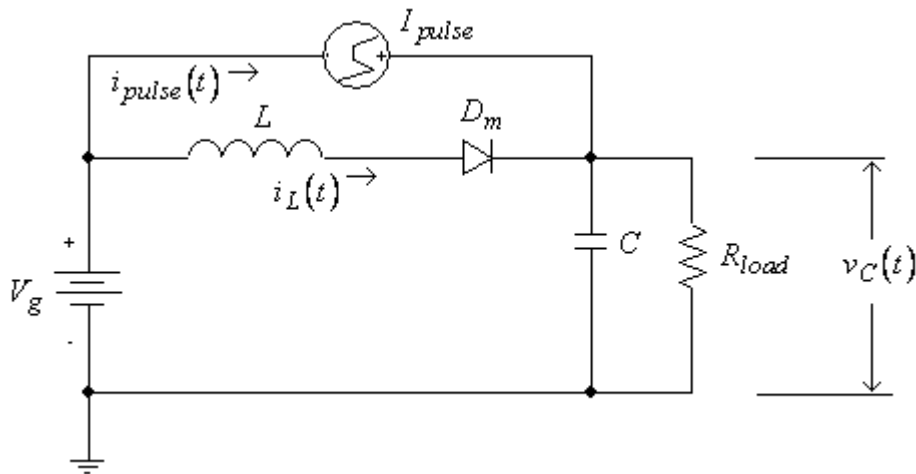 I_pulse
- +
i_pulse(t)
L
D_m
i_L(t)
+
V_g
-
C
R_load
v_C(t)